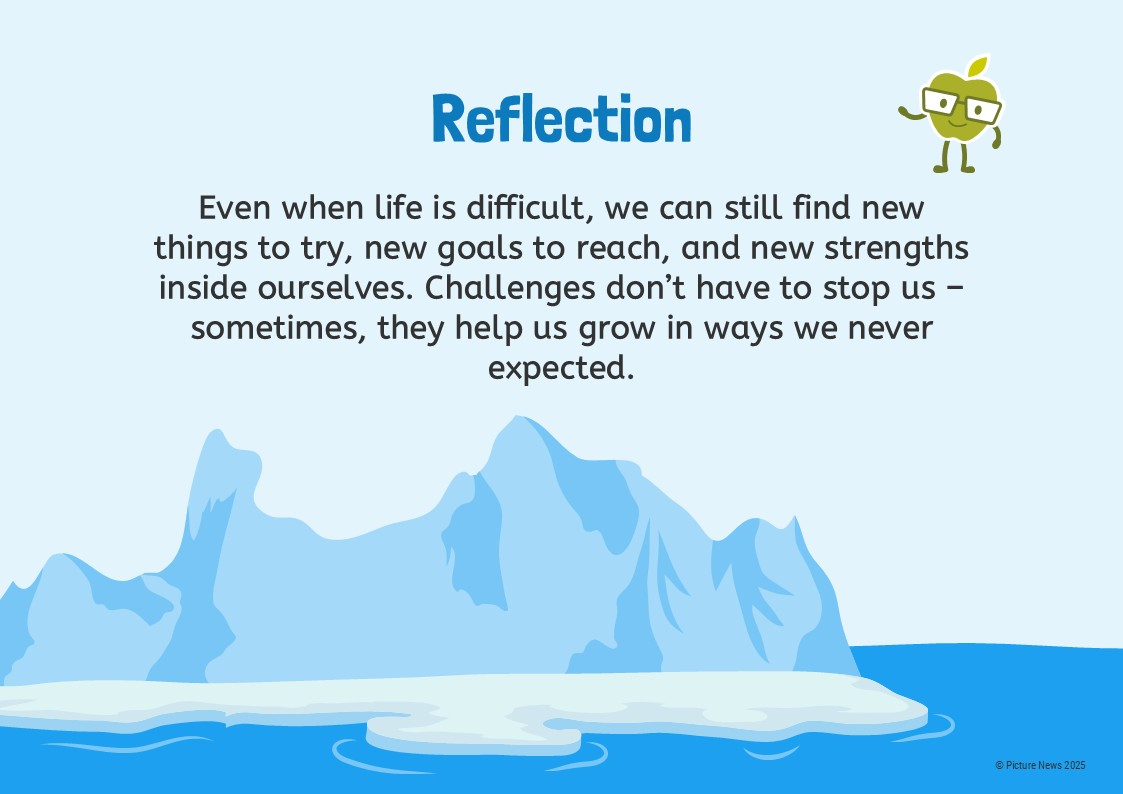 Reflection
Even when life is difficult, we can still find new
things to try, new goals to reach, and new strengths
inside ourselves. Challenges don’t have to stop us –
sometimes, they help us grow in ways we never
expected.
© Picture News 2025